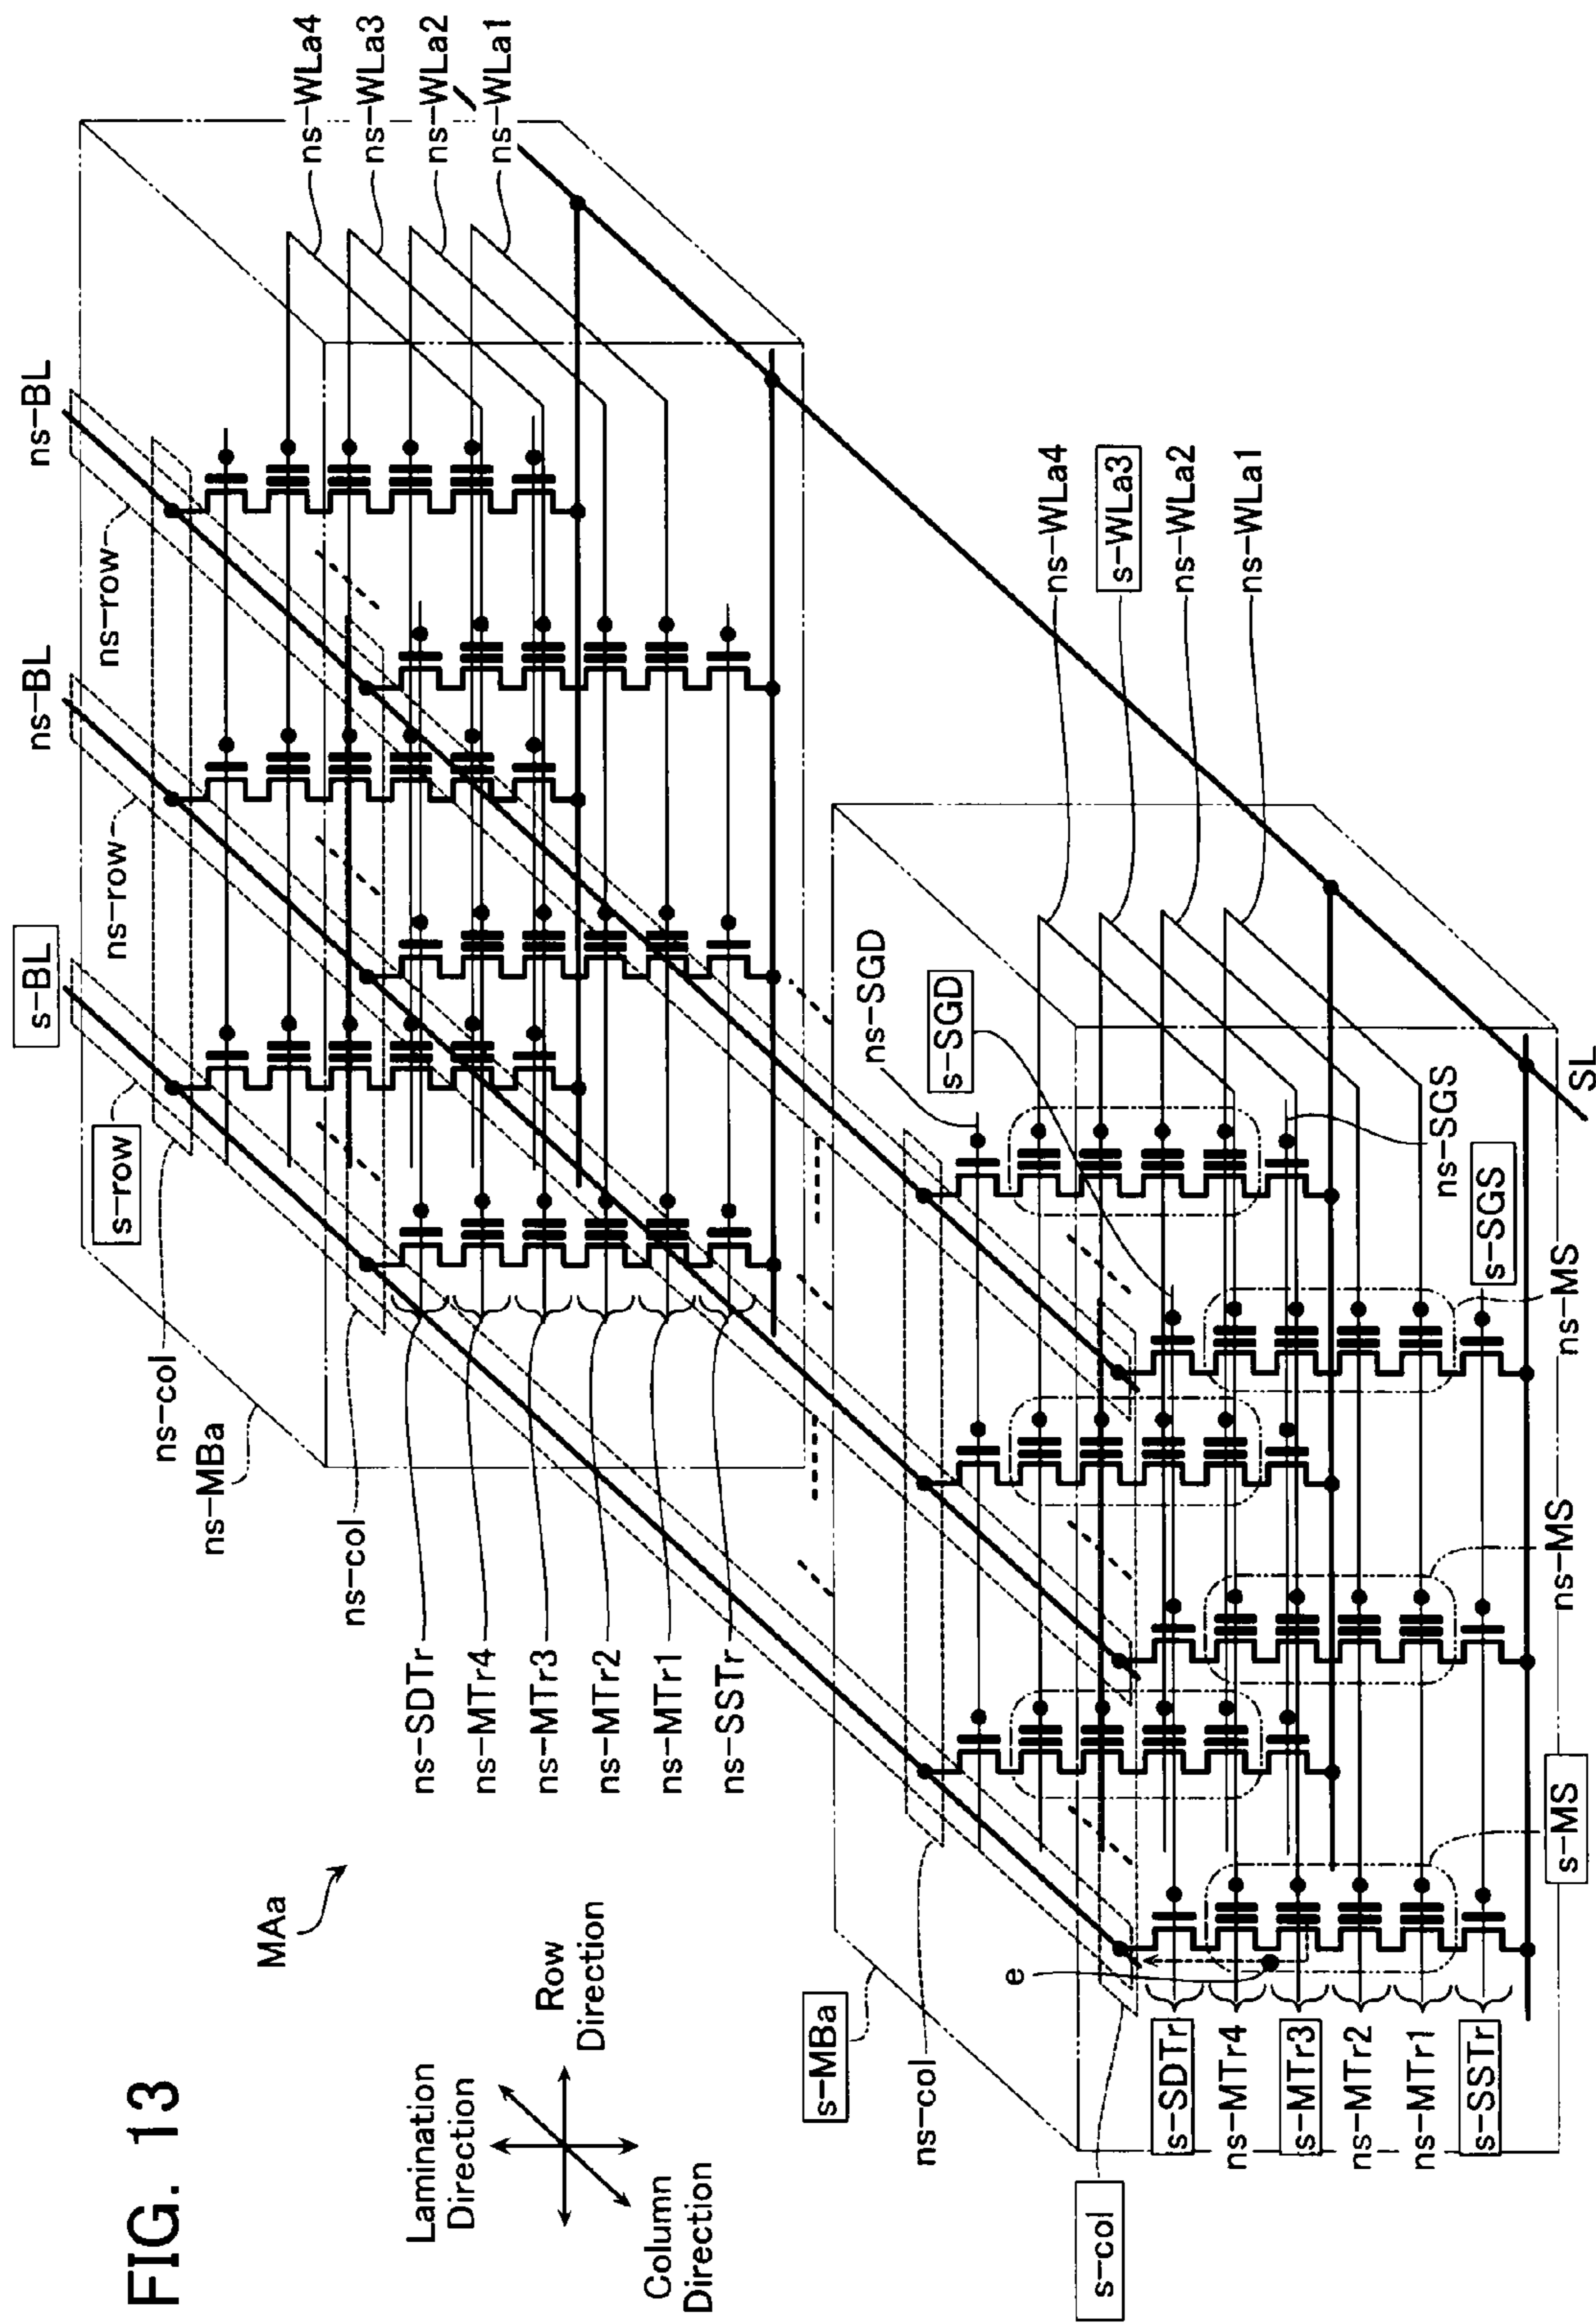 FIG. 13
MAa
Lamination
Direction
Row
Direction
Column
Direction
s-BL
ns-BL
ns-BL
s-row
ns-row
ns-row
ns-col
ns-MBa
ns-col
ns-WLa4
ns-WLa3
ns-WLa2
ns-WLa1
ns-SDTr
ns-MTr4
ns-MTr3
ns-MTr2
ns-MTr1
ns-SSTr
s-MBa
ns-col
s-col
ns-SGD
s-SGD
ns-WLa4
s-WLa3
ns-WLa2
ns-WLa1
e
s-SDTr
ns-MTr4
s-MTr3
ns-MTr2
ns-MTr1
s-SSTr
ns-SGS
s-SGS
SL
s-MS
ns-MS
ns-MS